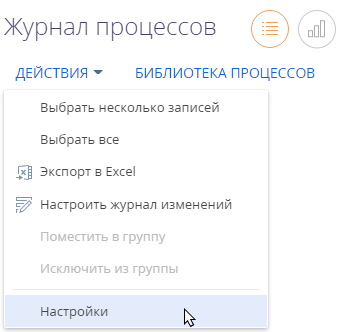 Журнал процессов
ДЕЙСТВИЯ БИБЛИОТЕКА ПРОЦЕССОВ
Выбрать несколько записей
Выбрать все
Экспорт в Excel
Настроить журнал изменений
Поместить в группу
Исключить из группы
Настройки